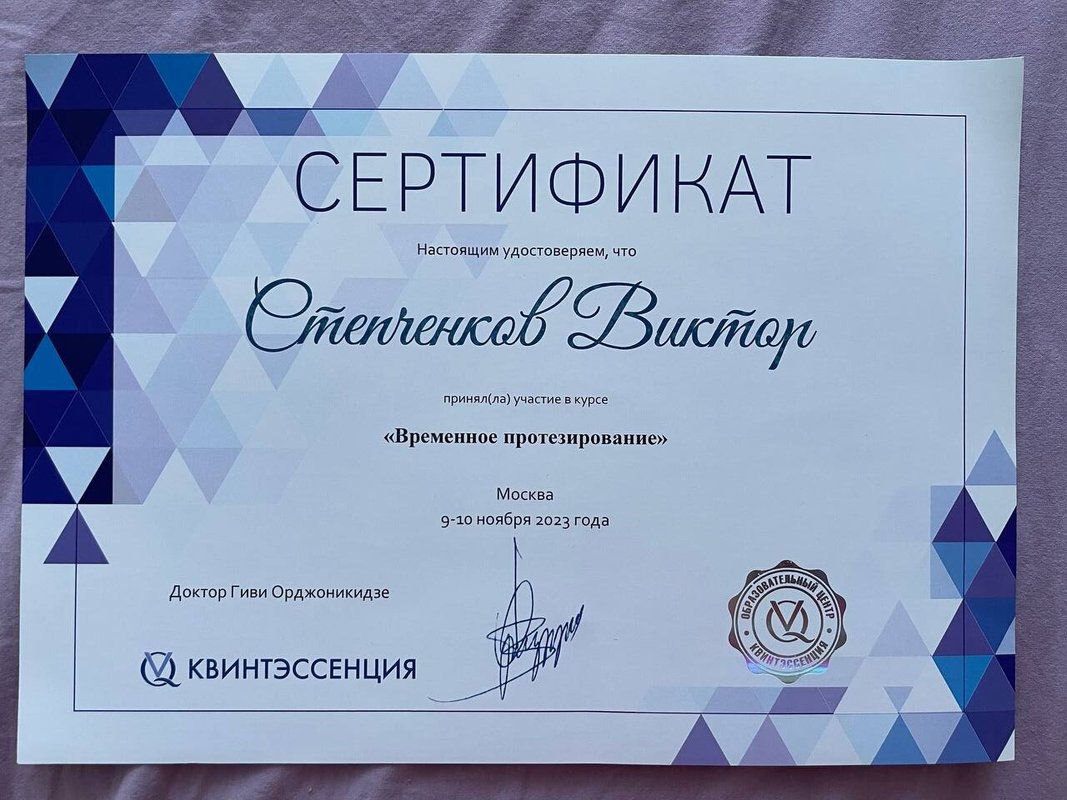 СЕРТИФИКАТ
Настоящим удостоверяем, что
Степченков Виктор
принял(ла) участие в курсе
«Временное протезирование»
Москва
9-10 ноября 2023 года
Доктор Гиви Орджоникидзе
КВИНТЭССЕНЦИЯ
ОБРАЗОВАТЕЛЬНЫЙ ЦЕНТР
КВИНТЭССЕНЦИЯ